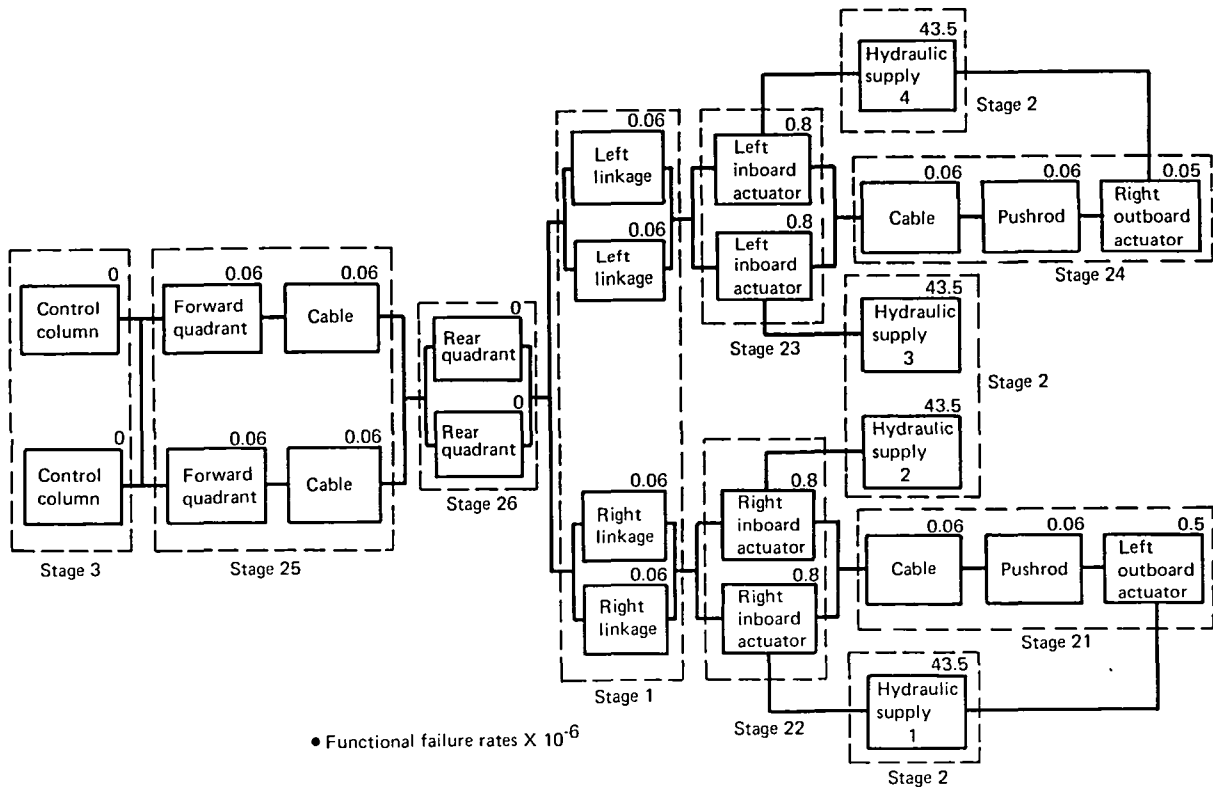 43.5
Hydraulic
supply
4
Stage 2
0.06
Left
linkage
0.06
Left
linkage
0.8
Left
inboard
actuator
0.8
Left
inboard
actuator
Stage 23
0.06
Cable
0.06
Pushrod
0.05
Right
outboard
actuator
Stage 24
0
Control
column
0
Control
column
Stage 3
0.06
Forward
quadrant
0.06
Cable
0.06
Forward
quadrant
0.06
Cable
Stage 25
0
Rear
quadrant
0
Rear
quadrant
Stage 26
43.5
Hydraulic
supply
3
43.5
Hydraulic
supply
2
Stage 2
0.06
Right
linkage
0.06
Right
linkage
Stage 1
0.8
Right
inboard
actuator
0.8
Right
inboard
actuator
Stage 22
0.06
Cable
0.06
Pushrod
0.5
Left
outboard
actuator
Stage 21
43.5
Hydraulic
supply
1
Stage 2
• Functional failure rates X 10-6